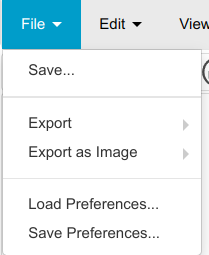 File Edit View
Save...
Export
Export as Image
Load Preferences...
Save Preferences...